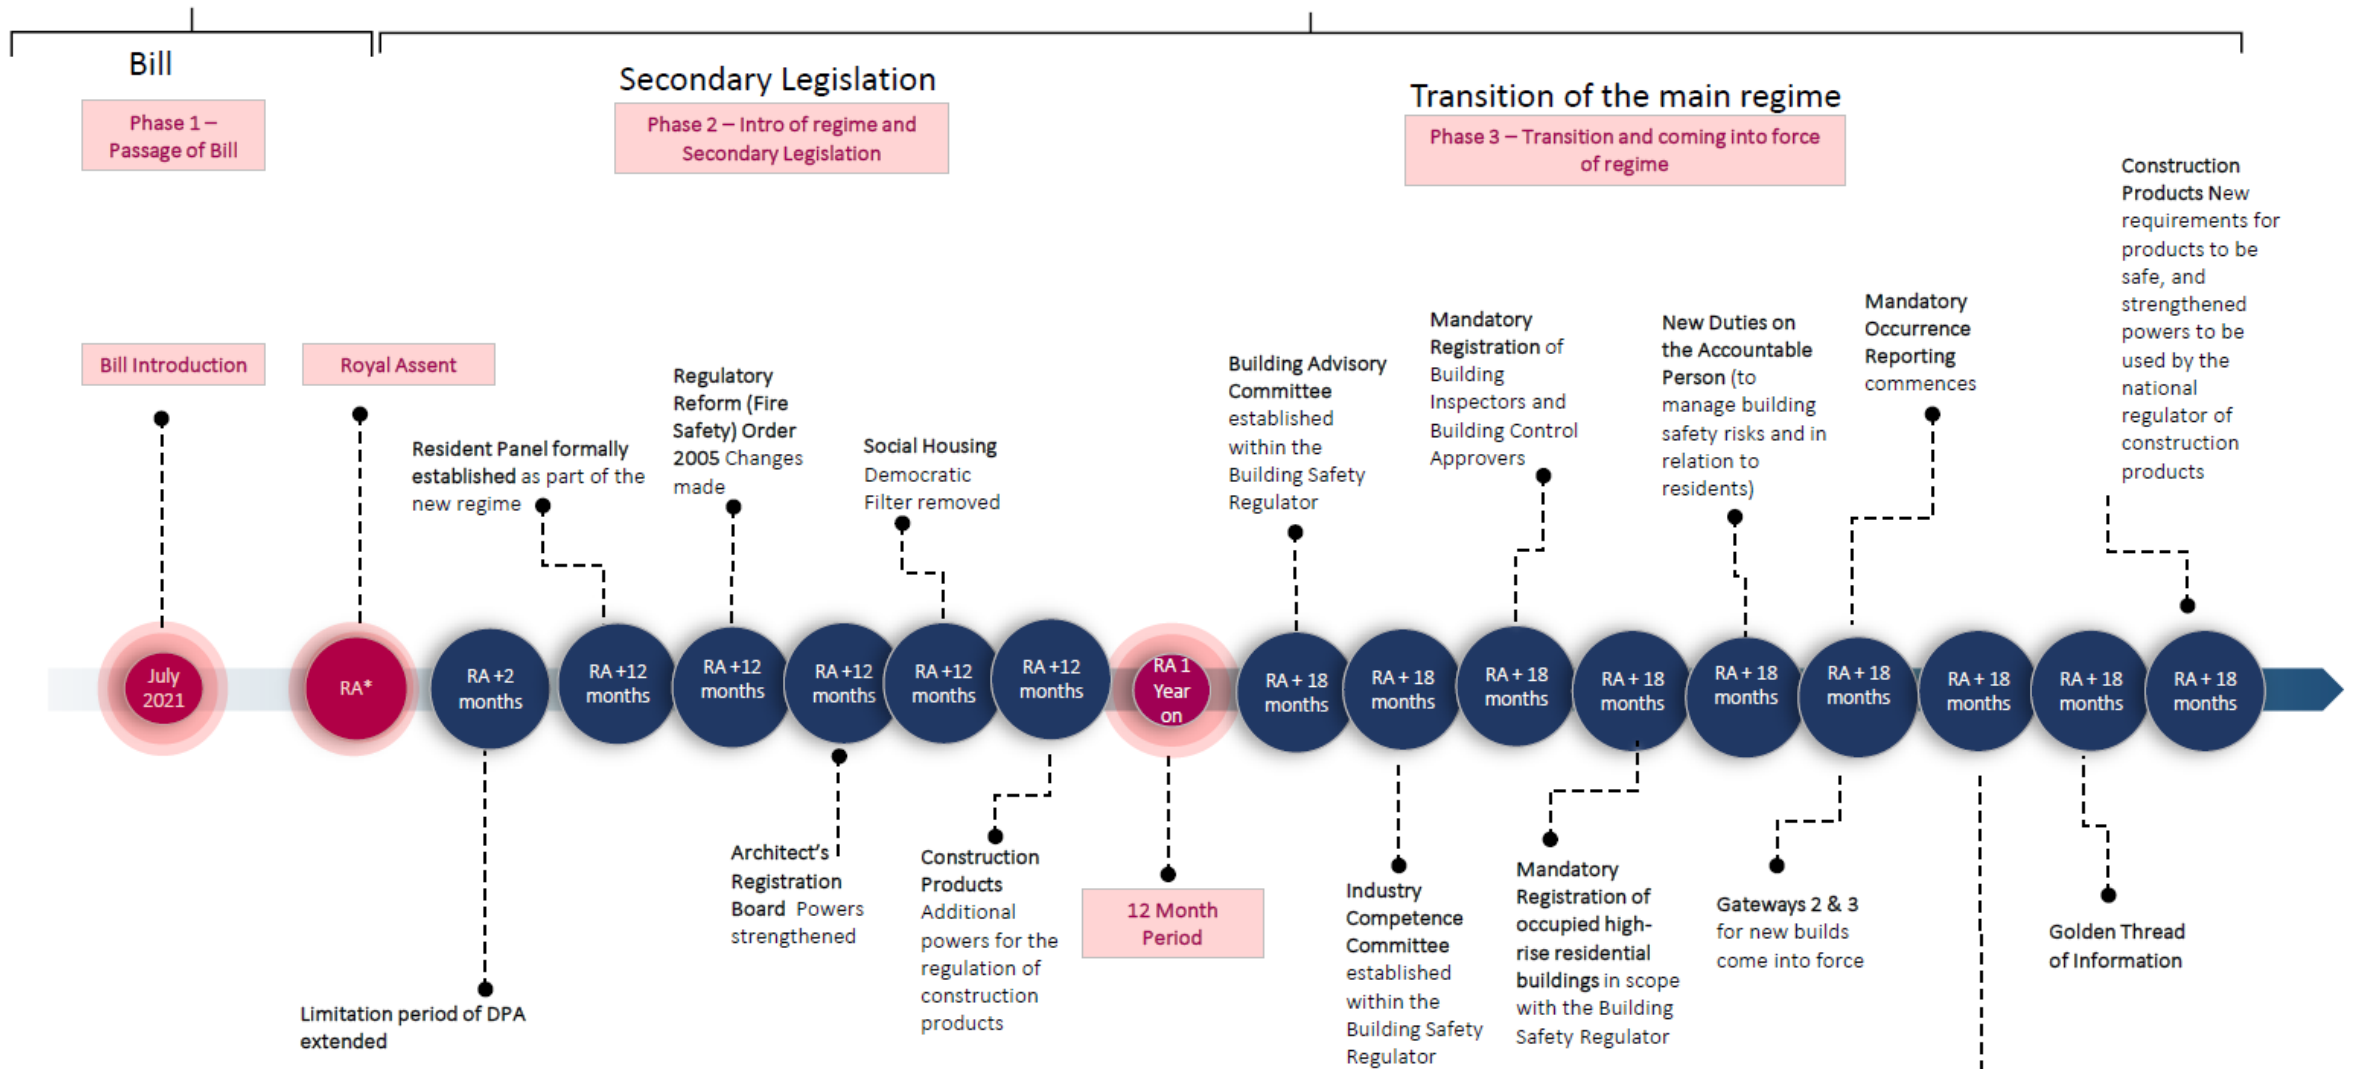 Bill
Phase 1 –
Passage of Bill
Secondary Legislation
Phase 2 – Intro of regime and
Secondary Legislation
Transition of the main regime
Phase 3 – Transition and coming into force
of regime
Bill Introduction
Royal Assent
Resident Panel formally
established as part of the
new regime
Regulatory
Reform (Fire
Safety) Order
2005 Changes
made
Social Housing
Democratic
Filter removed
Building Advisory
Committee
established
within the
Building Safety
Regulator
Mandatory
Registration of
Building
Inspectors and
Building Control
Approvers
New Duties on
the Accountable
Person (to
manage building
safety risks and in
relation to
residents)
Mandatory
Occurrence
Reporting
commences
Construction
Products New
requirements for
products to be
safe, and
strengthened
powers to be
used by the
national
regulator of
construction
products
July
2021
RA*
RA +2
months
RA +12
months
RA +12
months
RA +12
months
RA +12
months
RA +12
months
RA 1
Year
on
RA + 18
months
RA + 18
months
RA + 18
months
RA + 18
months
RA + 18
months
RA + 18
months
RA + 18
months
RA + 18
months
RA + 18
months
Limitation period of DPA
extended
Architect's
Registration
Board Powers
strengthened
Construction
Products
Additional
powers for the
regulation of
construction
products
12 Month
Period
Industry
Competence
Committee
established
within the
Building Safety
Regulator
Mandatory
Registration of
occupied high-
rise residential
buildings in scope
with the Building
Safety Regulator
Gateways 2 & 3
for new builds
come into force
Golden Thread
of Information